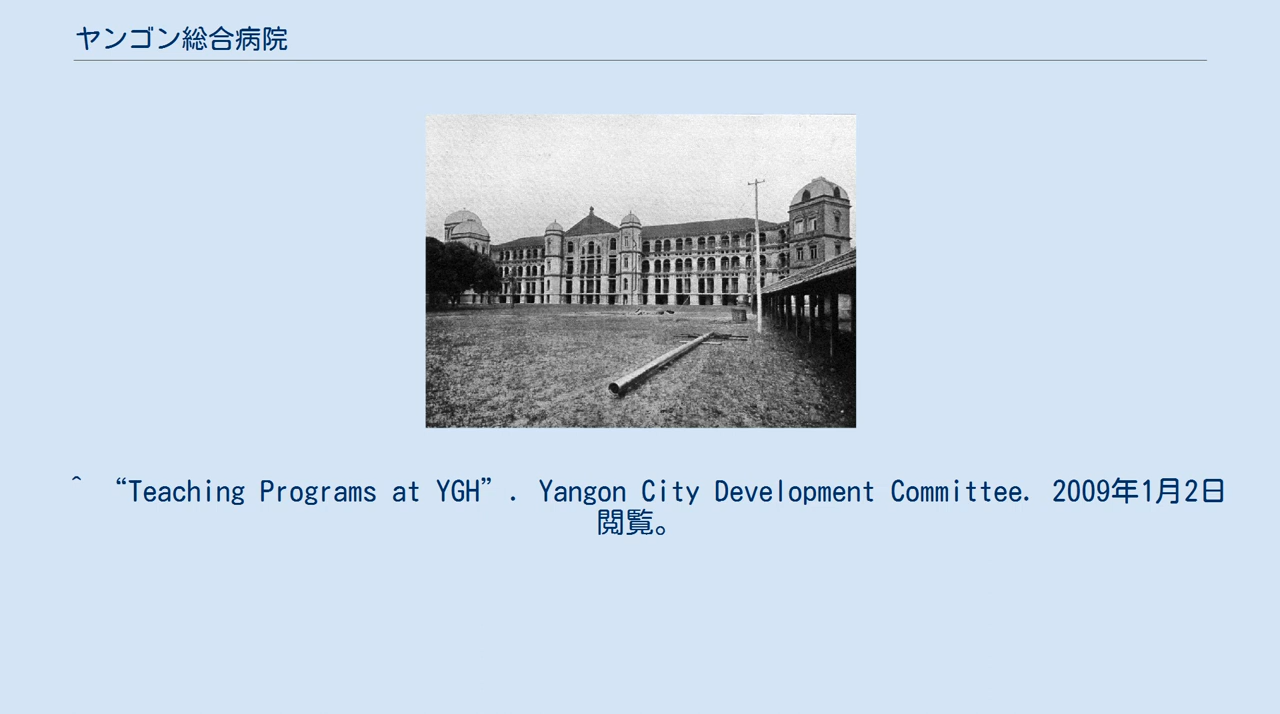 ヤンゴン総合病院
^ “Teaching Programs at YGH”. Yangon City Development Committee. 2009年1月2日
閲覧。